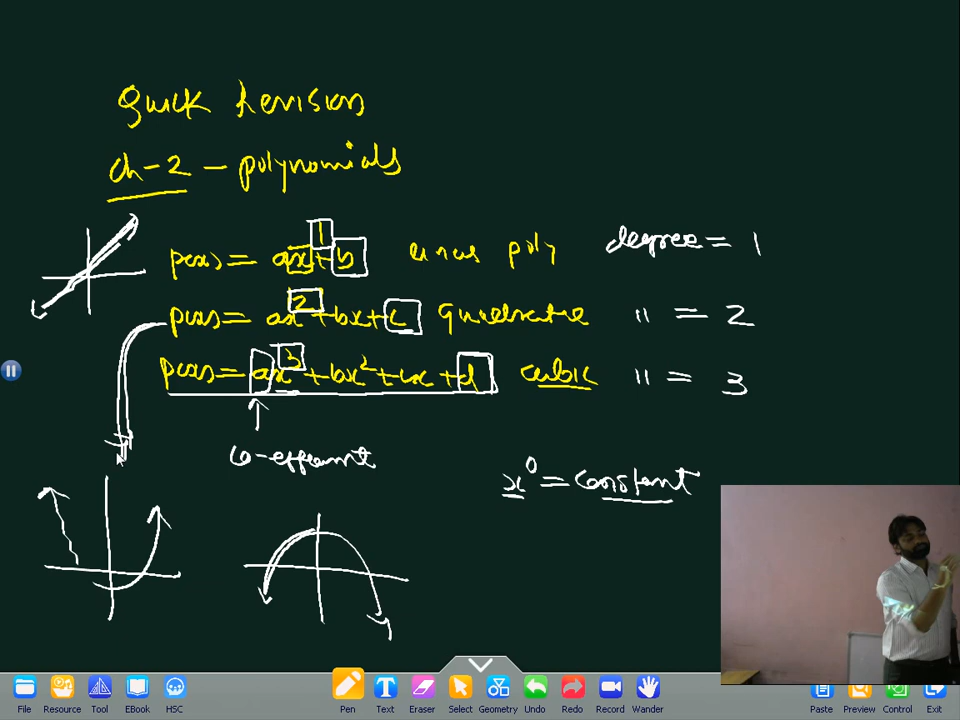 Quick Revision
ch-2 - polynomials
p(x) = ax¹+b linear poly degree = 1
p(x) = ax²+bx+c quadratic " = 2
p(x) = ax³+bx²+cx+d cubic " = 3
co-efficient
x⁰ = constant
File Resource Tool EBook HSC Pen Text Eraser Select Geometry Undo Redo Record Wander Paste Preview Control Exit